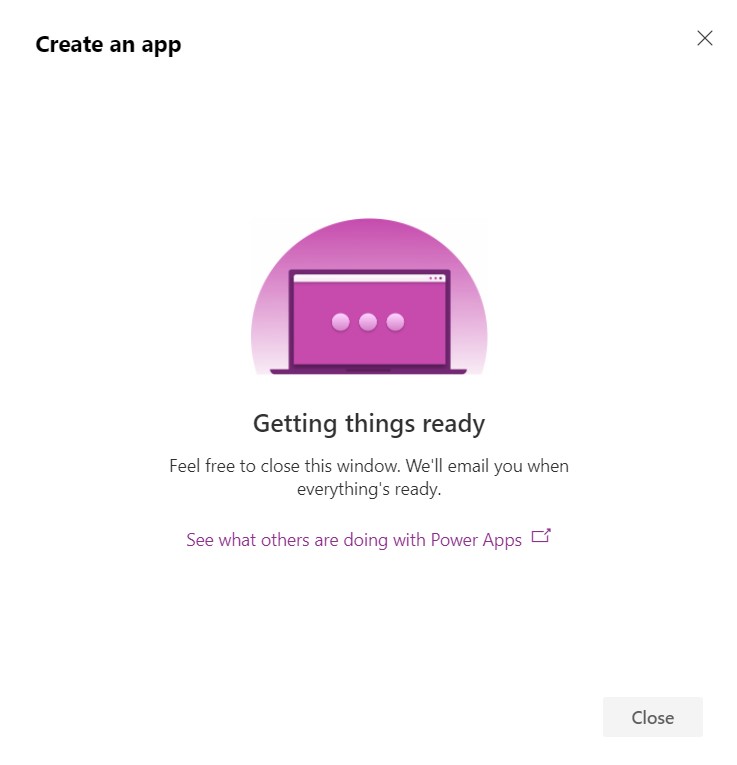 Create an app
Getting things ready
Feel free to close this window. We'll email you when
everything's ready.
See what others are doing with Power Apps
Close